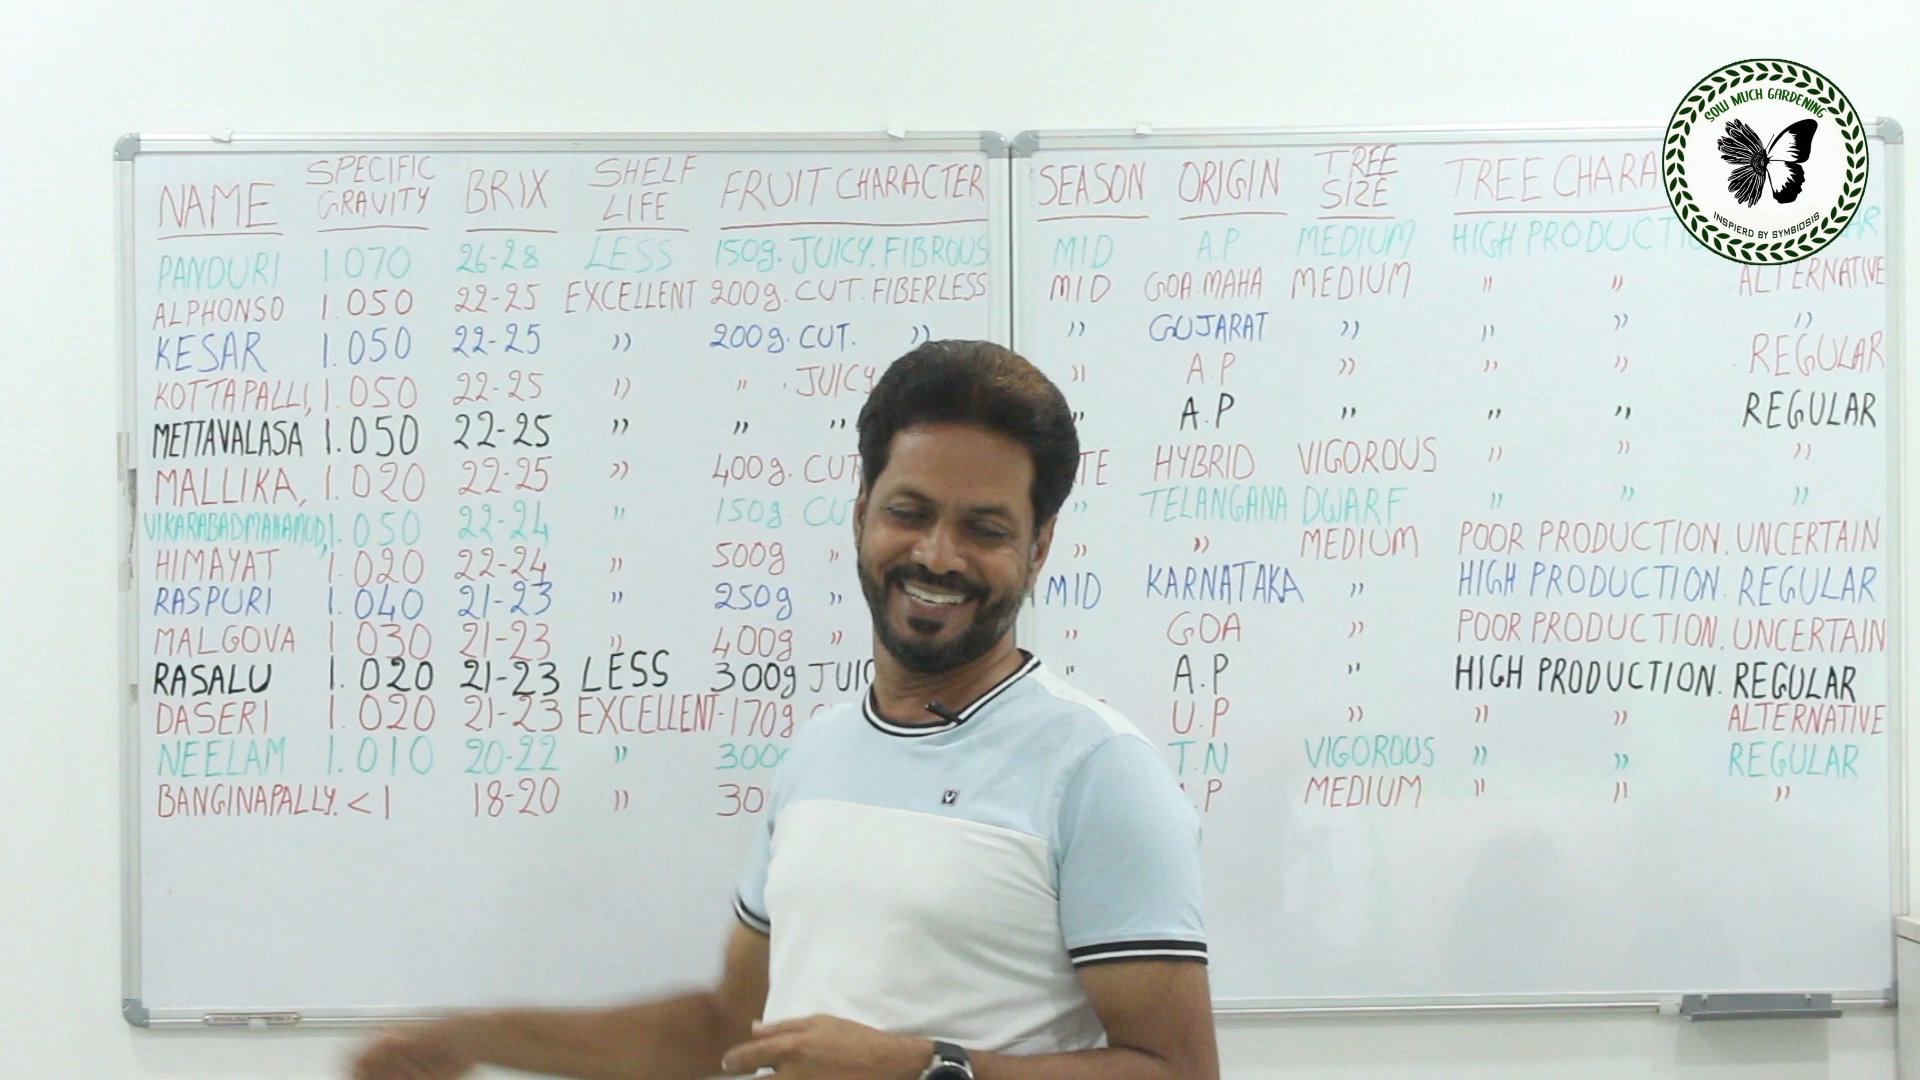 SOW MUCH GARDENING
INSPIERD BY SYMBIOSIS
NAME SPECIFIC GRAVITY BRIX SHELF LIFE FRUIT CHARACTER SEASON ORIGIN TREE SIZE TREE CHARA
PANDURI 1.070 26-28 LESS 150g. JUICY. FIBROUS MID A.P MEDIUM HIGH PRODUCTI
ALPHONSO 1.050 22-25 EXCELLENT 200g. CUT. FIBERLESS MID GOA.MAHA MEDIUM " " ALTERNATIVE
KESAR 1.050 22-25 " 200g. CUT. " " GUJARAT " " " "
KOTTAPALLI, 1.050 22-25 " " JUICY " A.P " " " REGULAR
METTAVALASA 1.050 22-25 " " " " A.P " " " REGULAR
MALLIKA, 1.020 22-25 " 400g. CUT TE HYBRID VIGOROUS " " "
VIKARABADMAHAMOD, 1.050 22-24 " 150g. CU " TELANGANA DWARF " " "
HIMAYAT 1.020 22-24 " 500g " " " MEDIUM POOR PRODUCTION. UNCERTAIN
RASPURI 1.040 21-23 " 250g " MID KARNATAKA " HIGH PRODUCTION. REGULAR
MALGOVA 1.030 21-23 " 400g " " GOA " POOR PRODUCTION. UNCERTAIN
RASALU 1.020 21-23 LESS 300g JUIC " A.P " HIGH PRODUCTION. REGULAR
DASERI 1.020 21-23 EXCELLENT-170g U.P " " " ALTERNATIVE
NEELAM 1.010 20-22 " 300 T.N VIGOROUS " " REGULAR
BANGINAPALLY. <1 18-20 " 30 .P MEDIUM " " "